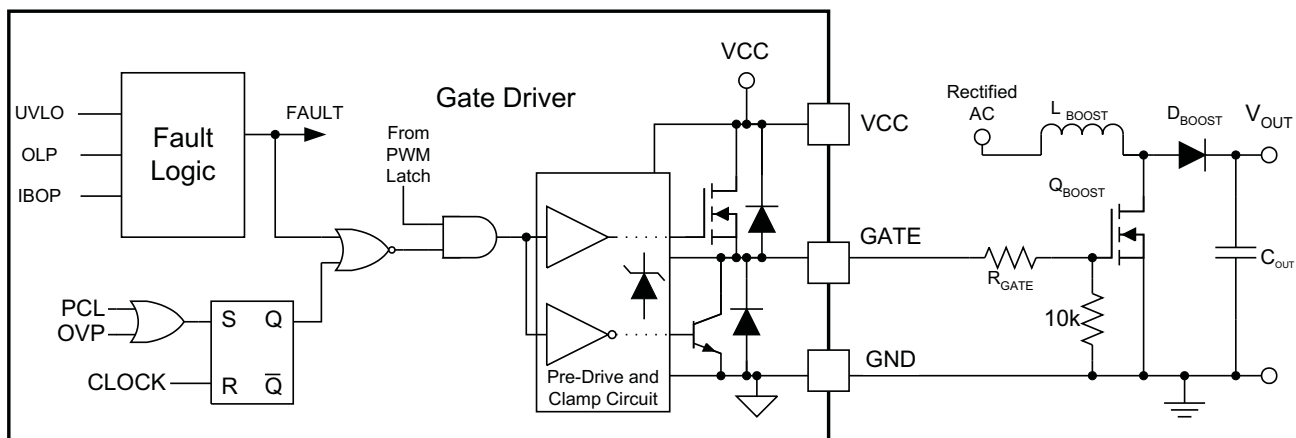 Gate Driver
UVLO
OLP
IBOP
Fault
Logic
FAULT
From
PWM
Latch
PCL
OVP
CLOCK
S Q
R Q̅
VCC
Pre-Drive and
Clamp Circuit
VCC
GATE
GND
Rectified
AC
L BOOST
D BOOST
V OUT
Q BOOST
R GATE
10k
C OUT